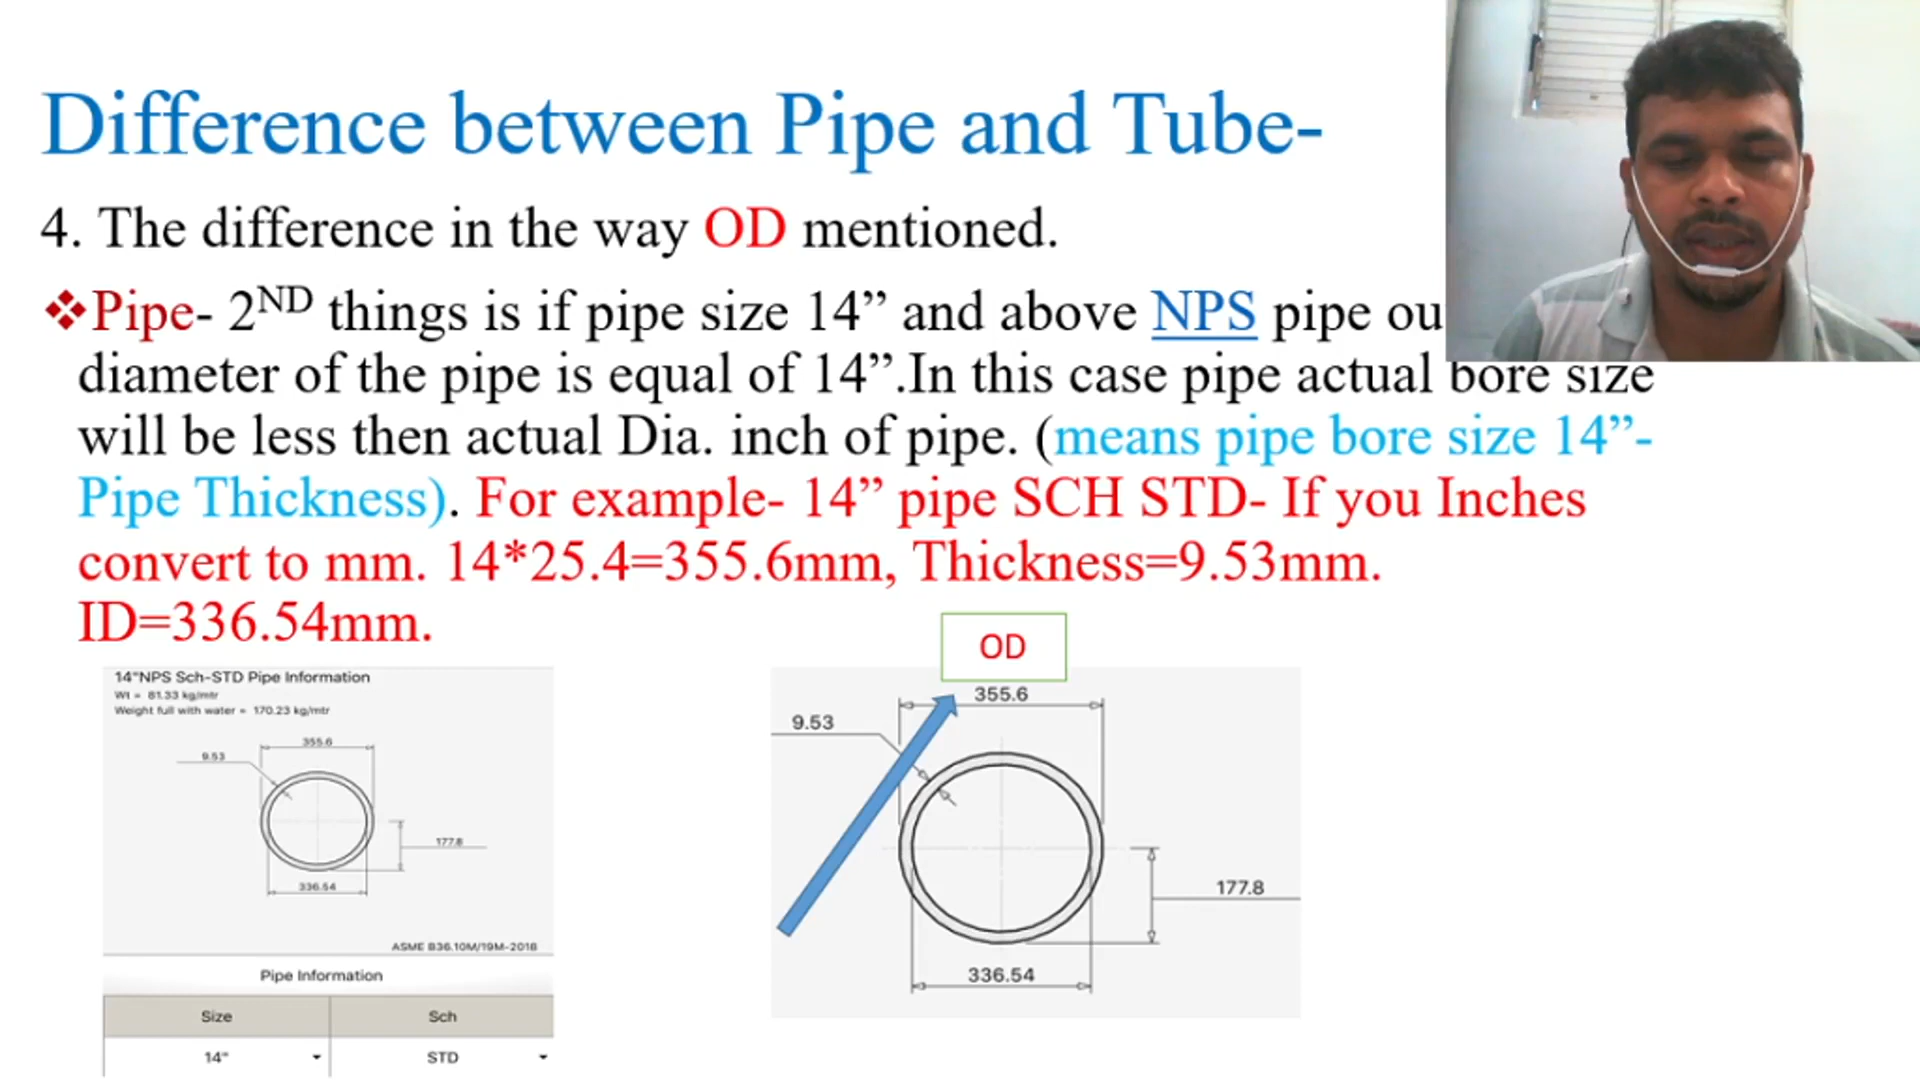 Difference between Pipe and Tube-
4. The difference in the way OD mentioned.
❖Pipe- 2ND things is if pipe size 14” and above NPS pipe ou
diameter of the pipe is equal of 14”.In this case pipe actual bore size
will be less then actual Dia. inch of pipe. (means pipe bore size 14”-
Pipe Thickness). For example- 14” pipe SCH STD- If you Inches
convert to mm. 14*25.4=355.6mm, Thickness=9.53mm.
ID=336.54mm.
14"NPS Sch-STD Pipe Information
Wt = 81.33 kg/mtr
Weight full with water = 170.23 kg/mtr
355.6
9.53
177.8
336.54
ASME B36.10M/19M-2018
Pipe Information
Size Sch
14" STD
OD
355.6
9.53
177.8
336.54